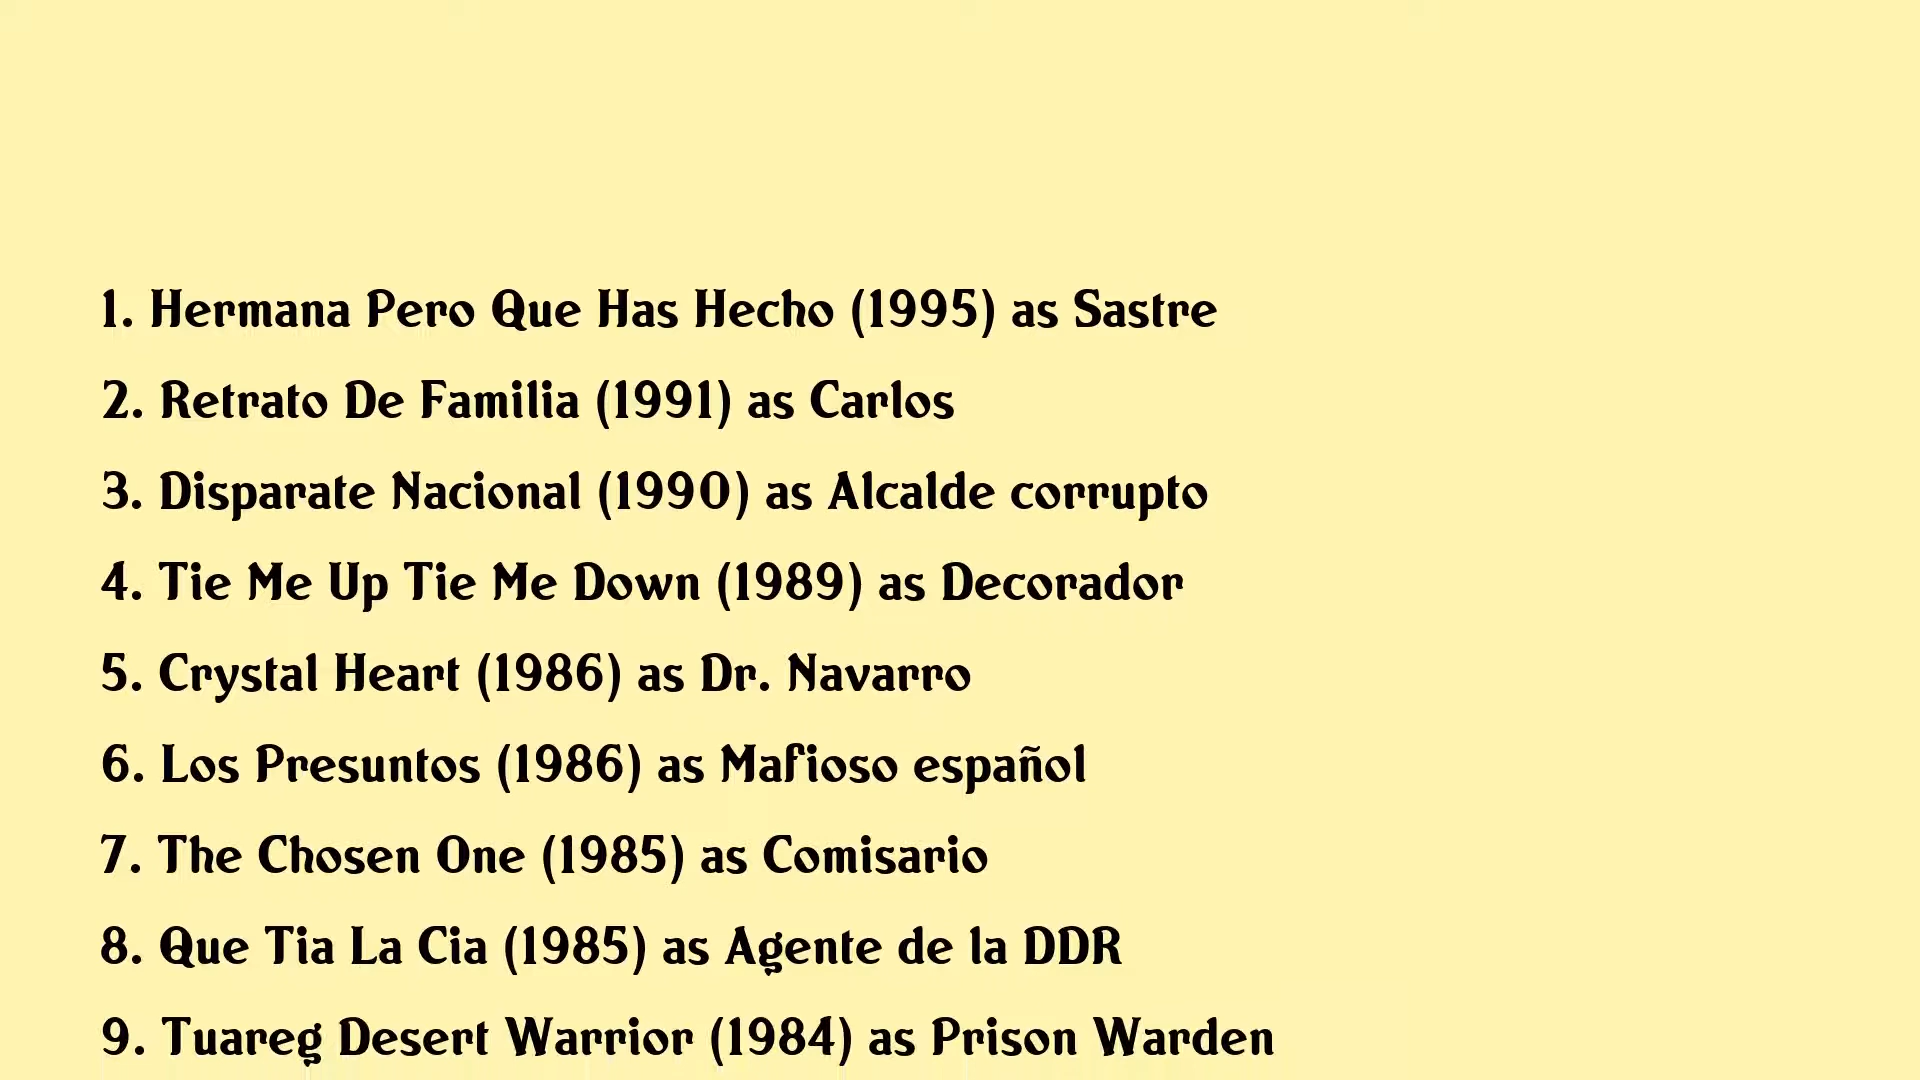 1. Hermana Pero Que Has Hecho (1995) as Sastre
2. Retrato De Familia (1991) as Carlos
3. Disparate Nacional (1990) as Alcalde corrupto
4. Tie Me Up Tie Me Down (1989) as Decorador
5. Crystal Heart (1986) as Dr. Navarro
6. Los Presuntos (1986) as Mafioso español
7. The Chosen One (1985) as Comisario
8. Que Tia La Cia (1985) as Agente de la DDR
9. Tuareg Desert Warrior (1984) as Prison Warden